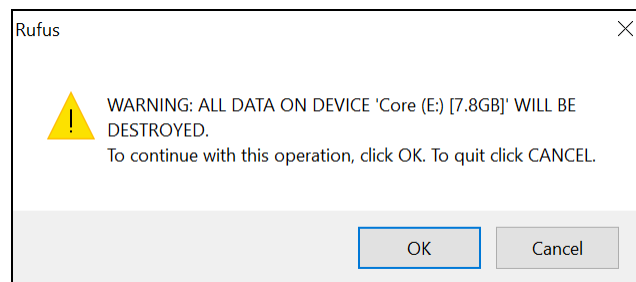 Rufus
WARNING: ALL DATA ON DEVICE 'Core (E:) [7.8GB]' WILL BE
DESTROYED.
To continue with this operation, click OK. To quit click CANCEL.
OK
Cancel